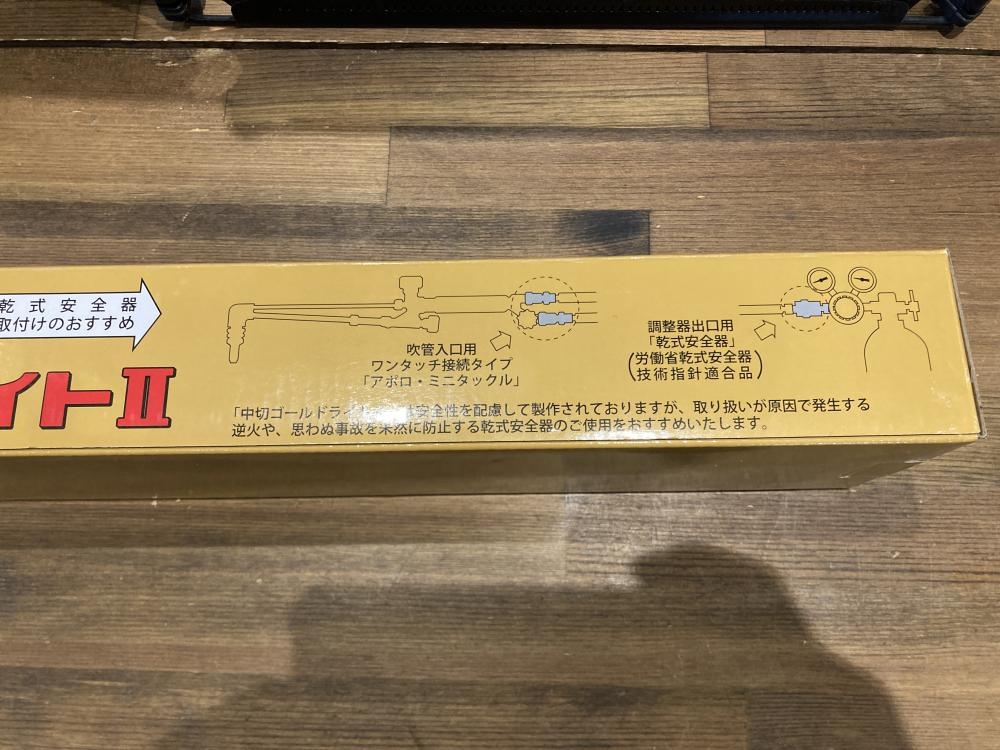 乾式安全器
取付けのおすすめ
イトⅡ
吹管入口用
ワンタッチ接続タイプ
「アポロ・ミニタックル」
調整器出口用
「乾式安全器」
(労働省乾式安全器
技術指針適合品)
「中切ゴールドライ は安全性を配慮して製作されておりますが、取り扱いが原因で発生する
逆火や、思わぬ事故を未然に防止する乾式安全器のご使用をおすすめいたします。